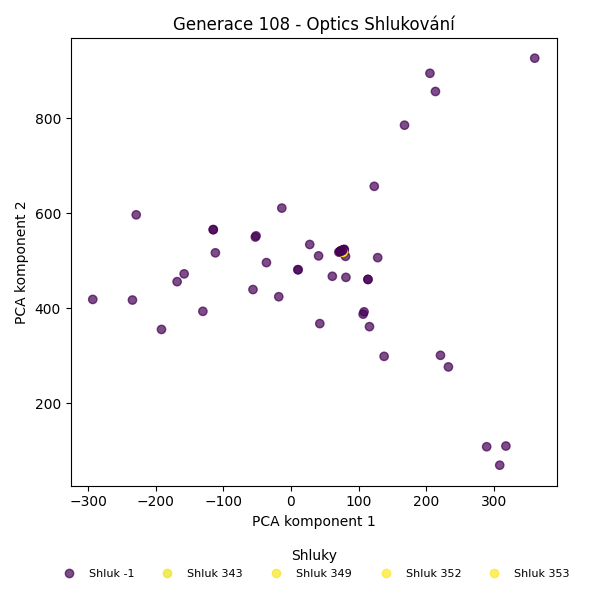 Generace 108 - Optics Shlukování
PCA komponent 2
800
600
400
200
−300 −200 −100 0 100 200 300
PCA komponent 1
Shluky
Shluk -1 Shluk 343 Shluk 349 Shluk 352 Shluk 353